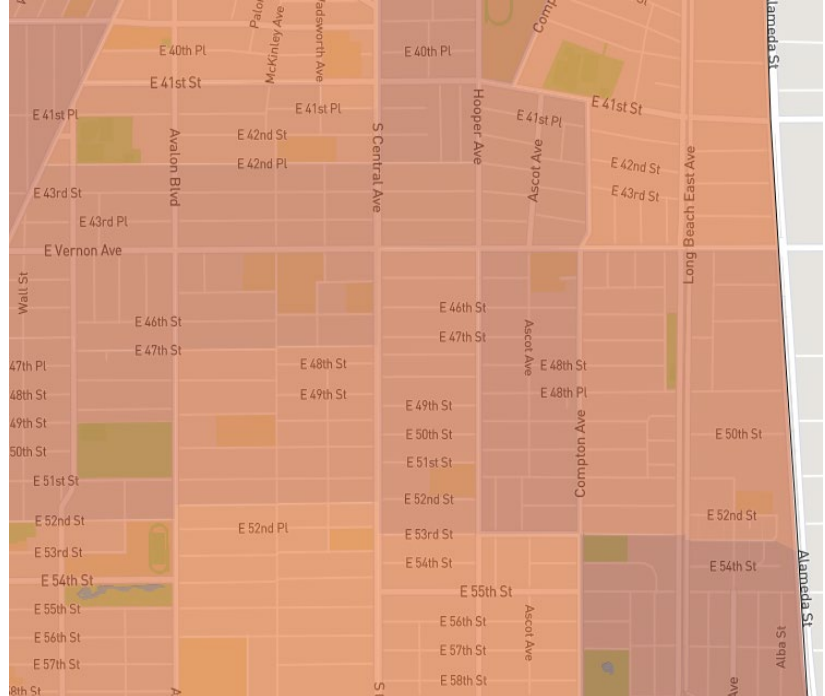 Alameda St
E 40th Pl
McKinley Ave
adsworth Ave
E 40th Pl
E 41st St
E 41st Pl
E 41st St
E 41st Pl
E 41st Pl
Hooper Ave
Avalon Blvd
S Central Ave
E 42nd St
E 42nd Pl
Ascot Ave
Long Beach East Ave
E 42nd St
E 43rd St
E 43rd St
E 43rd Pl
E Vernon Ave
Wall St
E 46th St
E 46th St
E 47th St
E 47th St
Ascot Ave
47th Pl
E 48th St
E 48th St
48th St
E 49th St
E 48th Pl
E 49th St
49th St
E 50th St
E 50th St
50th St
E 51st St
Compton Ave
E 51st St
E 52nd St
E 52nd St
E 52nd St
E 52nd Pl
E 53rd St
E 53rd St
E 54th St
E 54th St
E 54th St
Alameda St
E 55th St
E 55th St
E 56th St
E 56th St
Ascot Ave
E 57th St
E 57th St
Alba St
E 58th St
8th St
Ave